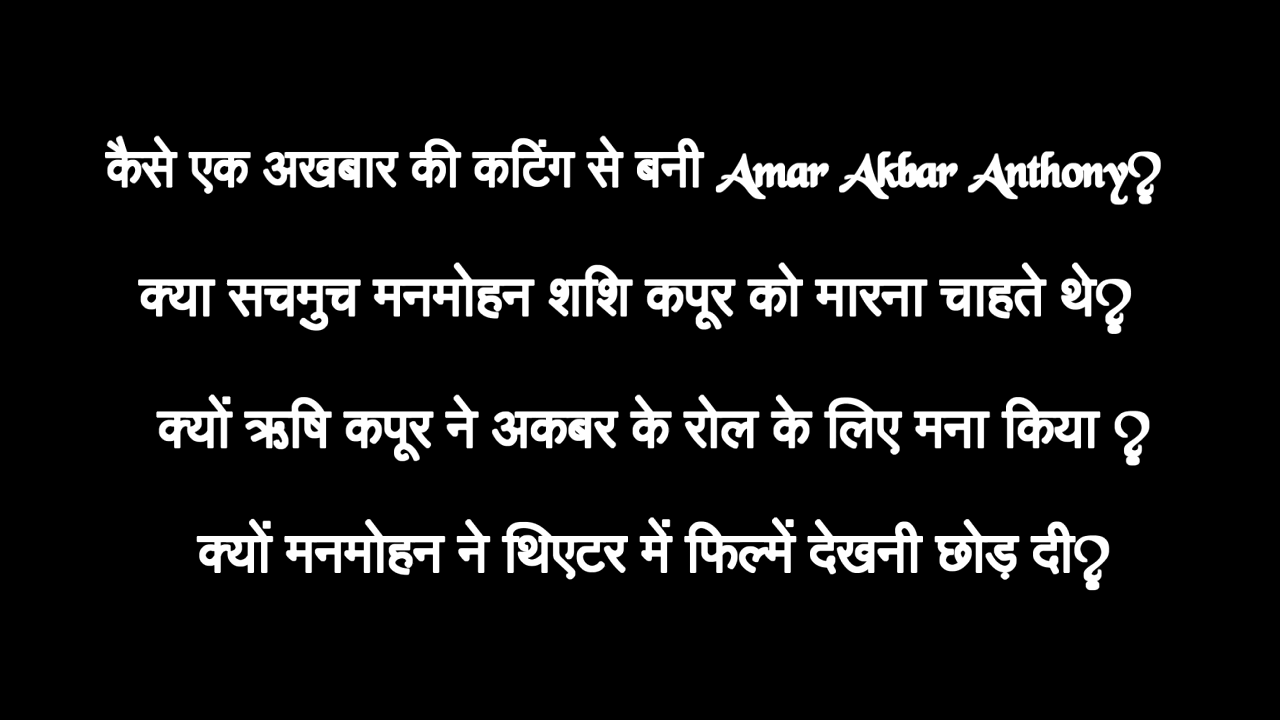 कैसे एक अखबार की कटिंग से बनी Amar Akbar Anthony?
क्या सचमुच मनमोहन शशि कपूर को मारना चाहते थे?
क्यों ऋषि कपूर ने अकबर के रोल के लिए मना किया ?
क्यों मनमोहन ने थिएटर में फिल्में देखनी छोड़ दी?